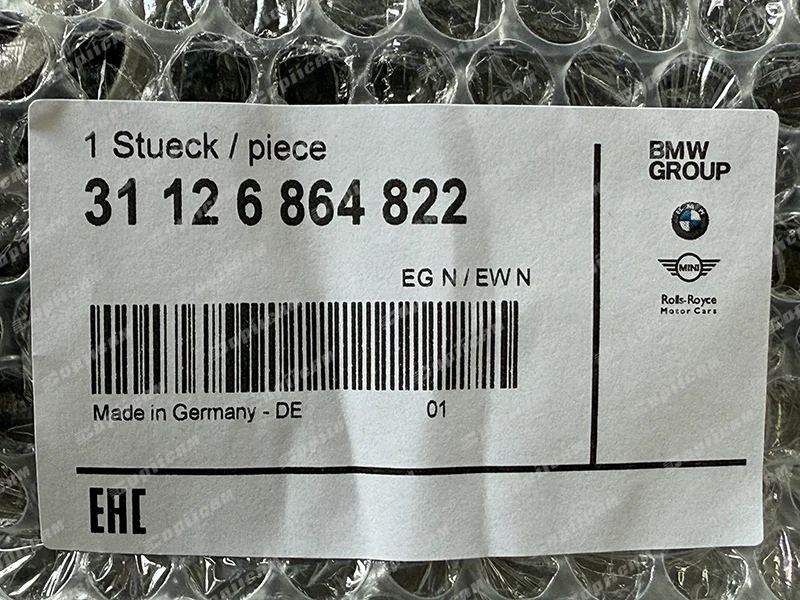 1 Stueck / piece
31 12 6 864 822
EG N / EW N
Made in Germany - DE 01
EAC
BMW
GROUP
BMW
MINI
Rolls-Royce
Motor Cars